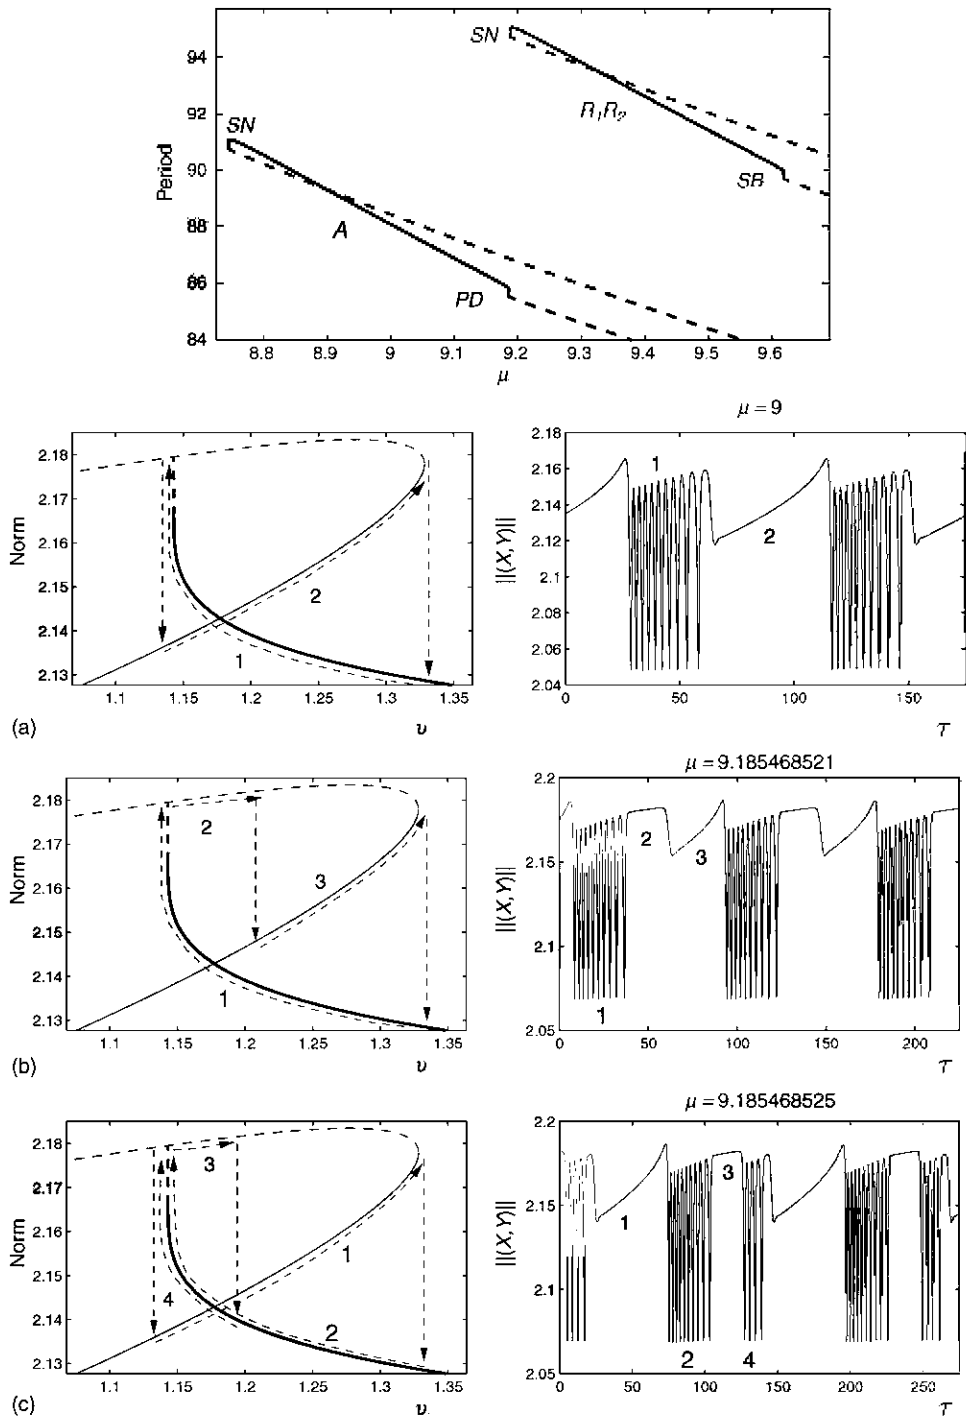 94
92
90
88
86
84
Period
SN
SN
R₁R₂
SB
A
PD
8.8 8.9 9 9.1 9.2 9.3 9.4 9.5 9.6
μ
μ = 9
2.18
2.17
2.16
2.15
2.14
2.13
Norm
1
2
1.1 1.15 1.2 1.25 1.3 1.35
υ
2.18
2.16
2.14
2.12
2.1
2.08
2.06
2.04
||(X,Y)||
1
2
0 50 100 150
τ
(a)
μ = 9.185468521
2.18
2.17
2.16
2.15
2.14
2.13
Norm
2
3
1
1.1 1.15 1.2 1.25 1.3 1.35
υ
2.2
2.15
2.1
2.05
||(X,Y)||
2
3
1
0 50 100 150 200
τ
(b)
μ = 9.185468525
2.18
2.17
2.16
2.15
2.14
2.13
Norm
3
1
4
2
1.1 1.15 1.2 1.25 1.3 1.35
υ.
2.2
2.15
2.1
2.05
||(X,Y)||
3
1
2 4
0 50 100 150 200 250
τ
(c)